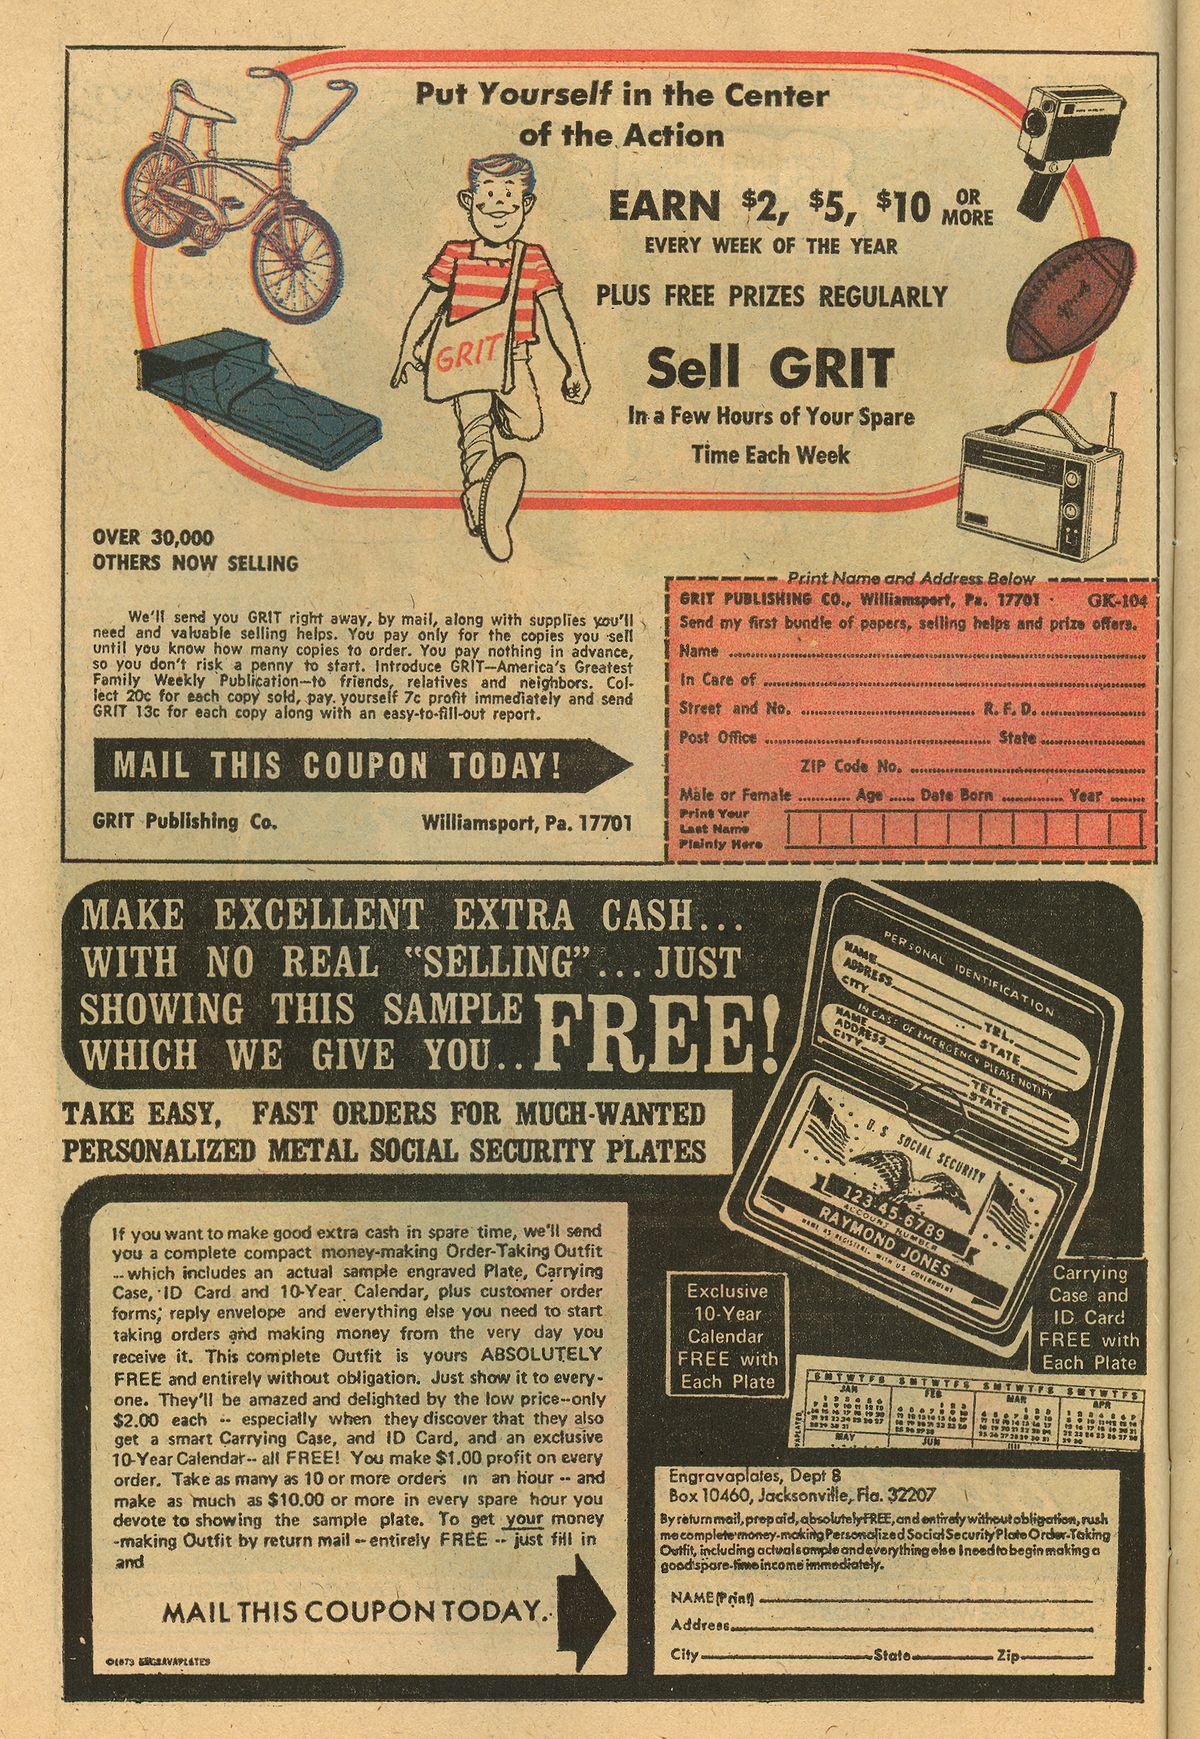 Put Yourself in the Center
of the Action
EARN $2, $5, $10 OR MORE
EVERY WEEK OF THE YEAR
PLUS FREE PRIZES REGULARLY
Sell GRIT
In a Few Hours of Your Spare
Time Each Week
GRIT
OVER 30,000
OTHERS NOW SELLING
We'll send you GRIT right away, by mail, along with supplies you'll
need and valuable selling helps. You pay only for the copies you sell
until you know how many copies to order. You pay nothing in advance,
so you don't risk a penny to start. Introduce GRIT—America's Greatest
Family Weekly Publication—to friends, relatives and neighbors. Col-
lect 20c for each copy sold, pay yourself 7c profit immediately and send
GRIT 13c for each copy along with an easy-to-fill-out report.
MAIL THIS COUPON TODAY!
GRIT Publishing Co. Williamsport, Pa. 17701
Print Name and Address Below
GRIT PUBLISHING CO., Williamsport, Pa. 17701 GK-104
Send my first bundle of papers, selling helps and prize offers.
Name
In Care of
Street and No. R. F. D.
Post Office State
ZIP Code No.
Male or Female Age Date Born Year
Print Your
Last Name
Plainly Here
MAKE EXCELLENT EXTRA CASH...
WITH NO REAL "SELLING"...JUST
SHOWING THIS SAMPLE
WHICH WE GIVE YOU.. FREE!
TAKE EASY, FAST ORDERS FOR MUCH-WANTED
PERSONALIZED METAL SOCIAL SECURITY PLATES
PERSONAL IDENTIFICATION
NAME
ADDRESS
CITY TEL.
STATE
IN CASE OF EMERGENCY PLEASE NOTIFY
NAME
ADDRESS
CITY TEL.
STATE
U.S SOCIAL SECURITY
123-45-6789
ACCOUNT NUMBER
RAYMOND JONES
If you want to make good extra cash in spare time, we'll send
you a complete compact money-making Order-Taking Outfit
-- which includes an actual sample engraved Plate, Carrying
Case, ID Card and 10-Year Calendar, plus customer order
forms, reply envelope and everything else you need to start
taking orders and making money from the very day you
receive it. This complete Outfit is yours ABSOLUTELY
FREE and entirely without obligation. Just show it to every-
one. They'll be amazed and delighted by the low price--only
$2.00 each -- especially when they discover that they also
get a smart Carrying Case, and ID Card, and an exclusive
10-Year Calendar -- all FREE! You make $1.00 profit on every
order. Take as many as 10 or more orders in an hour -- and
make as much as $10.00 or more in every spare hour you
devote to showing the sample plate. To get your money
-making Outfit by return mail -- entirely FREE -- just fill in
and
MAIL THIS COUPON TODAY.
©1973 ENGRAVAPLATES
Exclusive
10-Year
Calendar
FREE with
Each Plate
Carrying
Case and
ID Card
FREE with
Each Plate
S M T W T F S S M T W T F S S M T W T F S S M T W T F S
JAN FEB MAR APR
MAY JUN
Engravaplates, Dept 8
Box 10460, Jacksonville, Fla. 32207
By return mail, prepaid, absolutely FREE, and entirely without obligation, rush
me complete money-making Personalized Social Security Plate Order-Taking
Outfit, including actual sample and everything else I need to begin making a
good spare-time income immediately.
NAME (Print)
Address
City State Zip